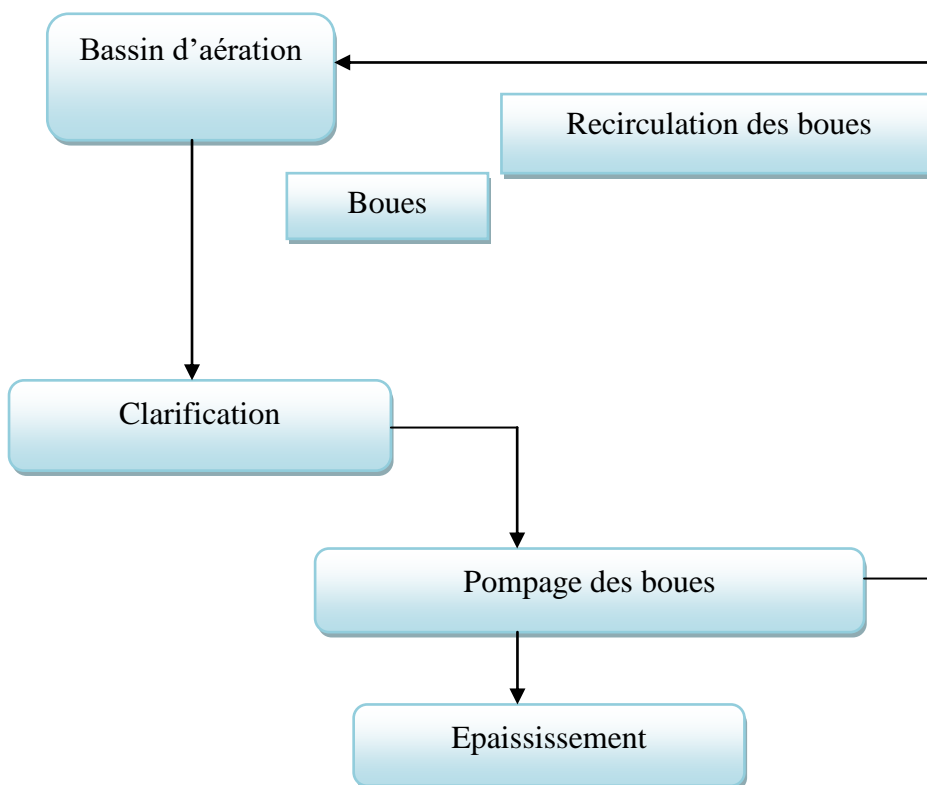 Bassin d’aération
Recirculation des boues
Boues
Clarification
Pompage des boues
Epaississement